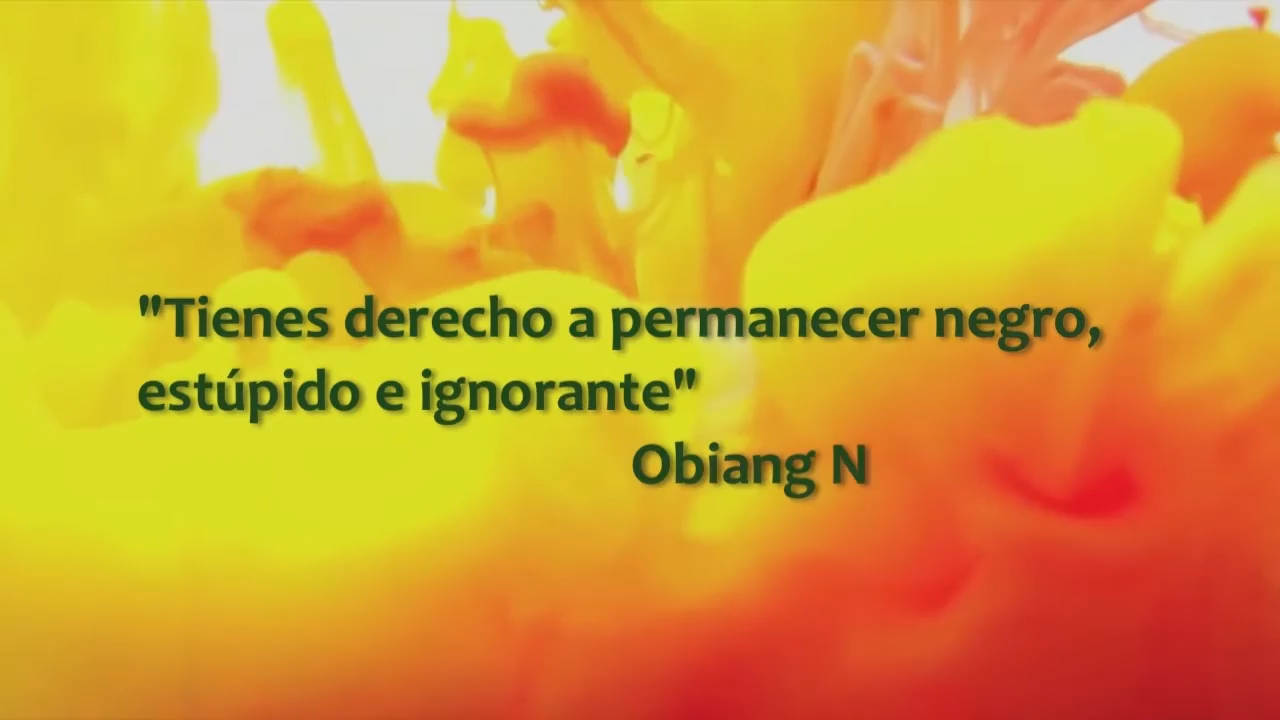 "Tienes derecho a permanecer negro,
estúpido e ignorante"
Obiang N